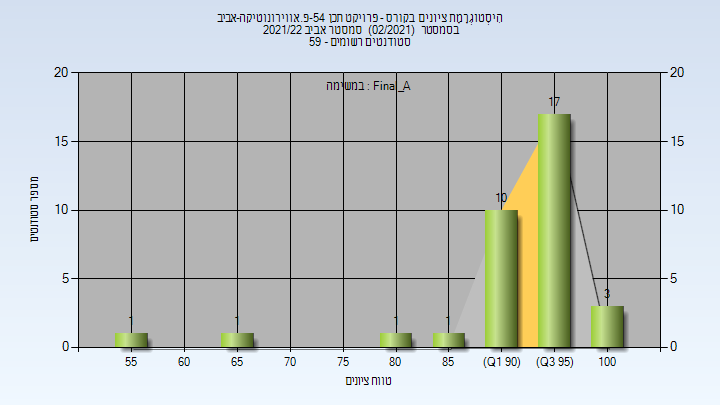 היסטוגרמת ציונים בקורס - פרויקט תכן 9-54.אווירונוטיקה-אביב
בסמסטר (02/2021) סמסטר אביב 2021/22
סטודנטים רשומים - 59
במשימה : Final_A
20 20
15 15
10 10
5 5
0 0
מספר סטודנטים
1 1 1 1 10 17 3
55 60 65 70 75 80 85 (Q1 90) (Q3 95) 100
טווח ציונים